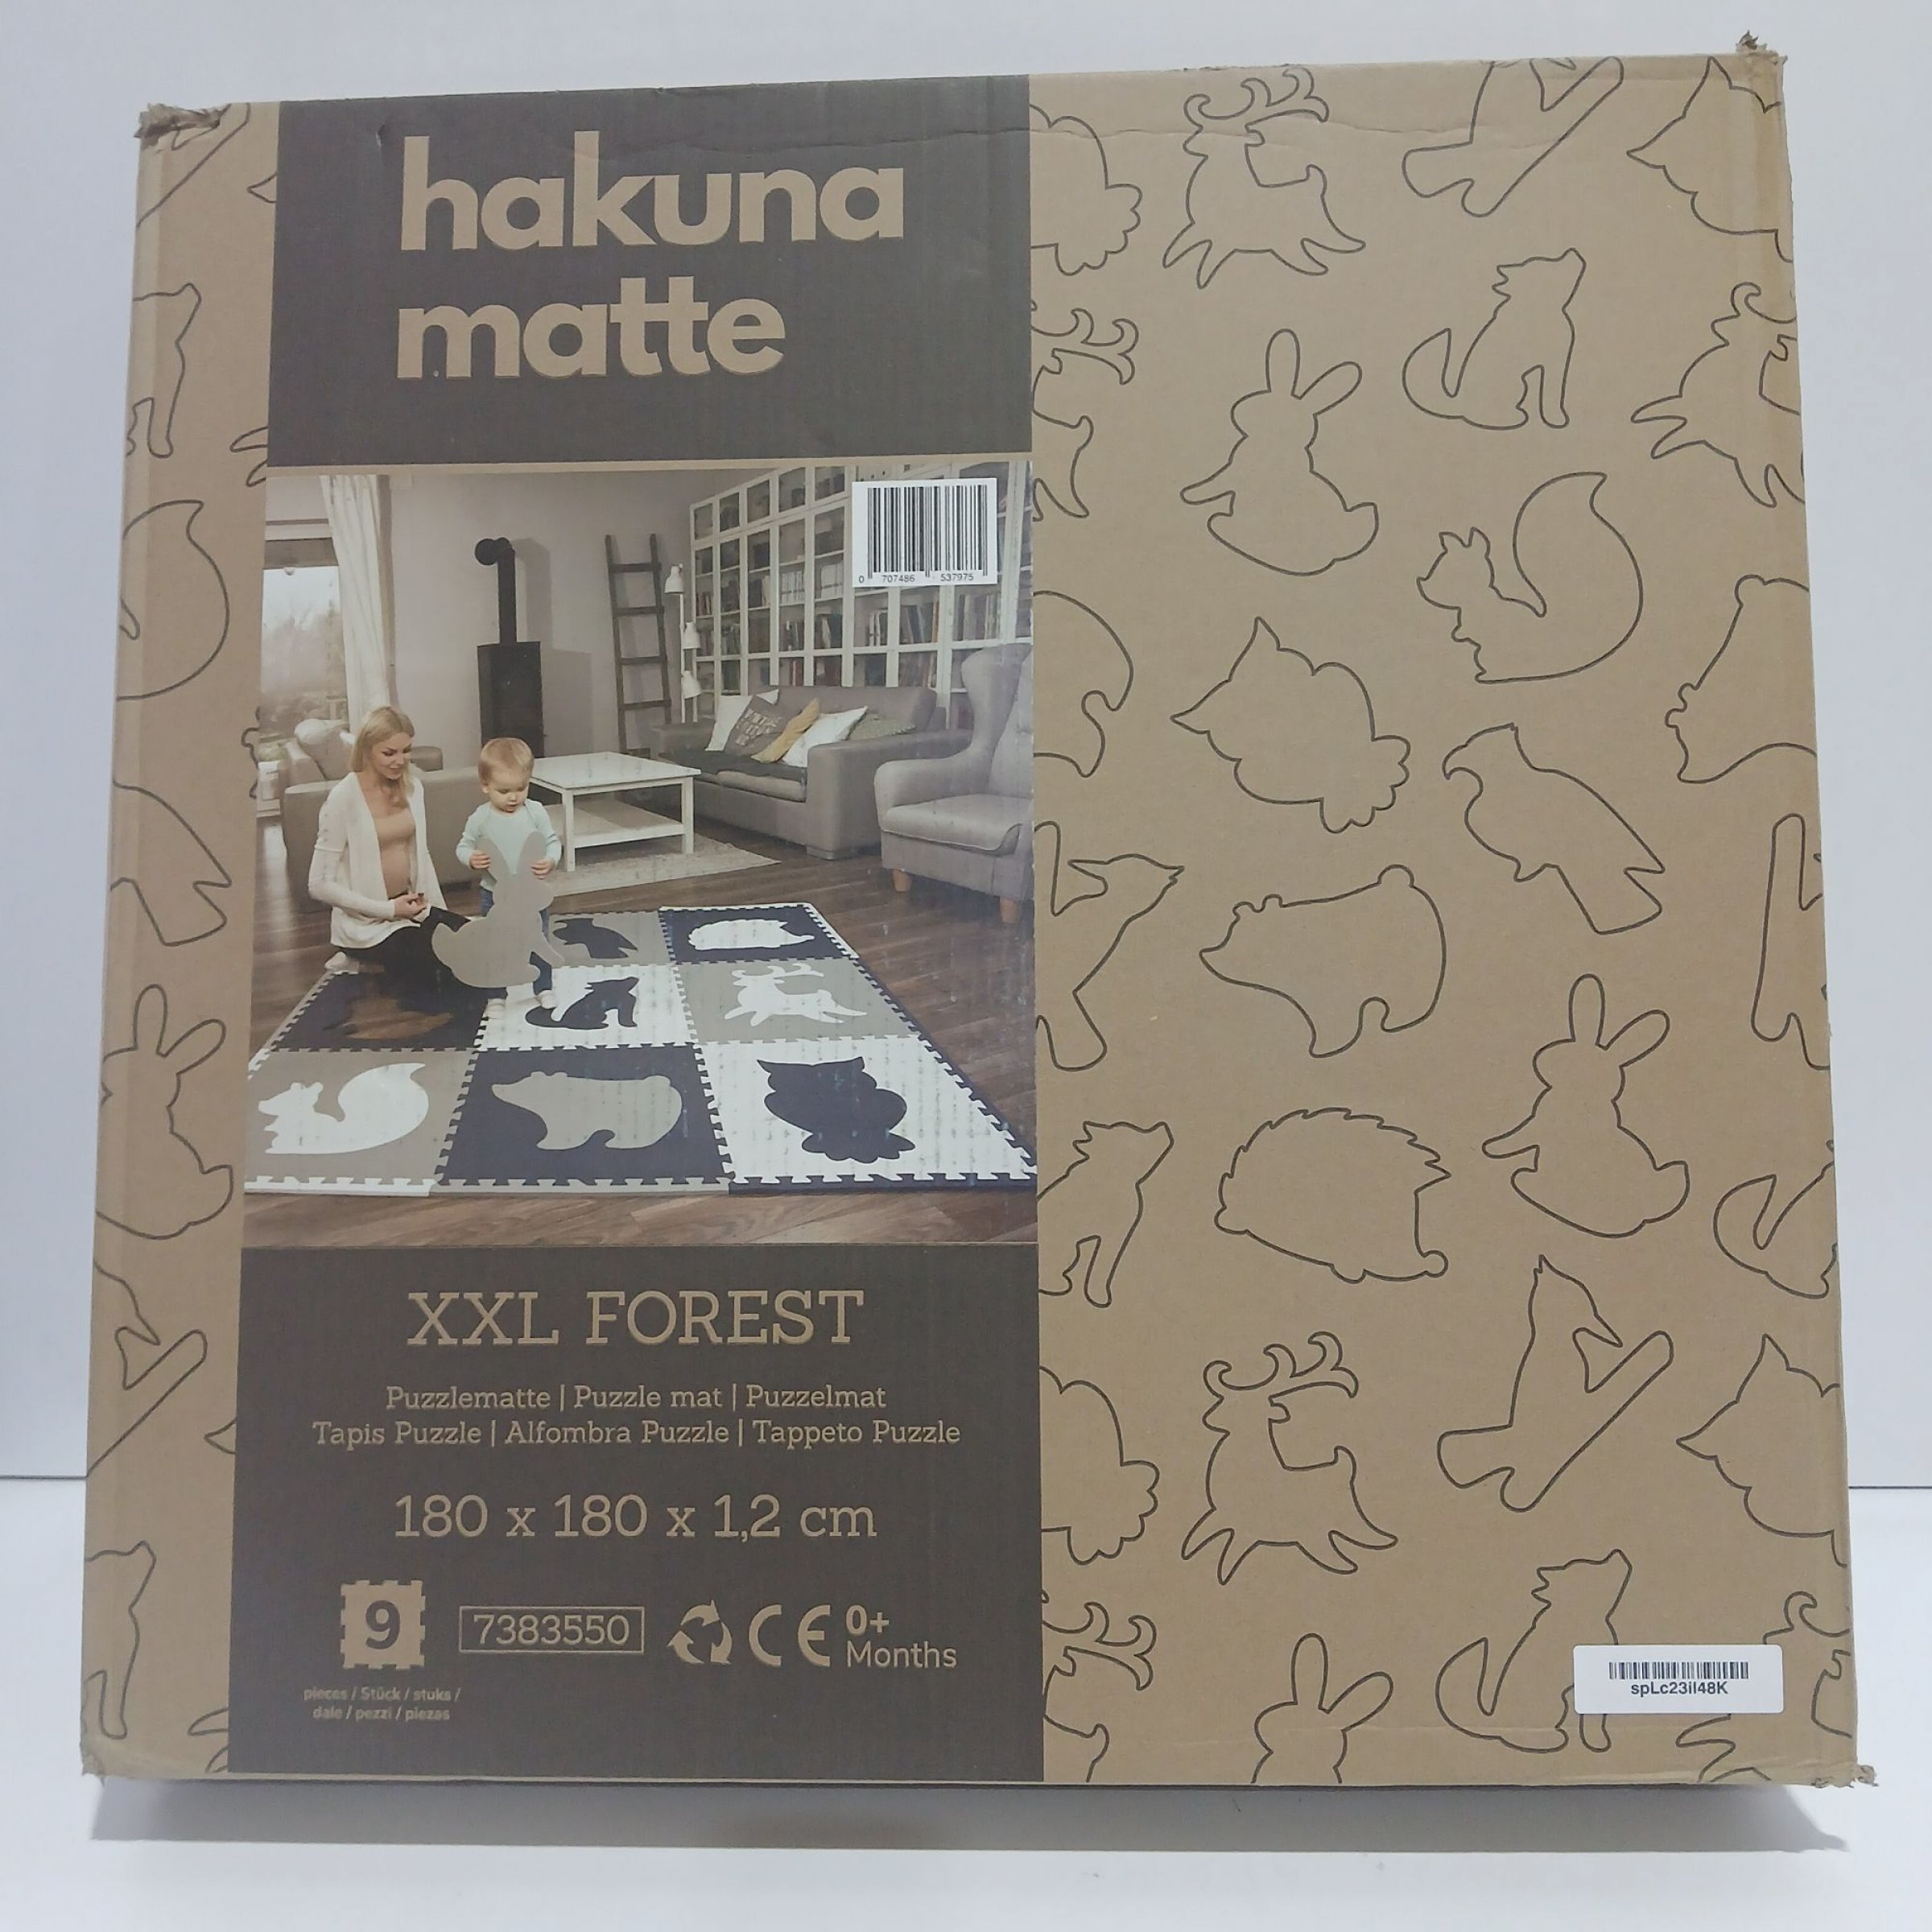 hakuna
matte
0 707486 537975
XXL FOREST
Puzzlematte | Puzzle mat | Puzzelmat
Tapis Puzzle | Alfombra Puzzle | Tappeto Puzzle
180 x 180 x 1,2 cm
9
7383550
CE
0+
Months
pieces / Stück / stuks /
dale / pezzi / piezas
spLc23il48K